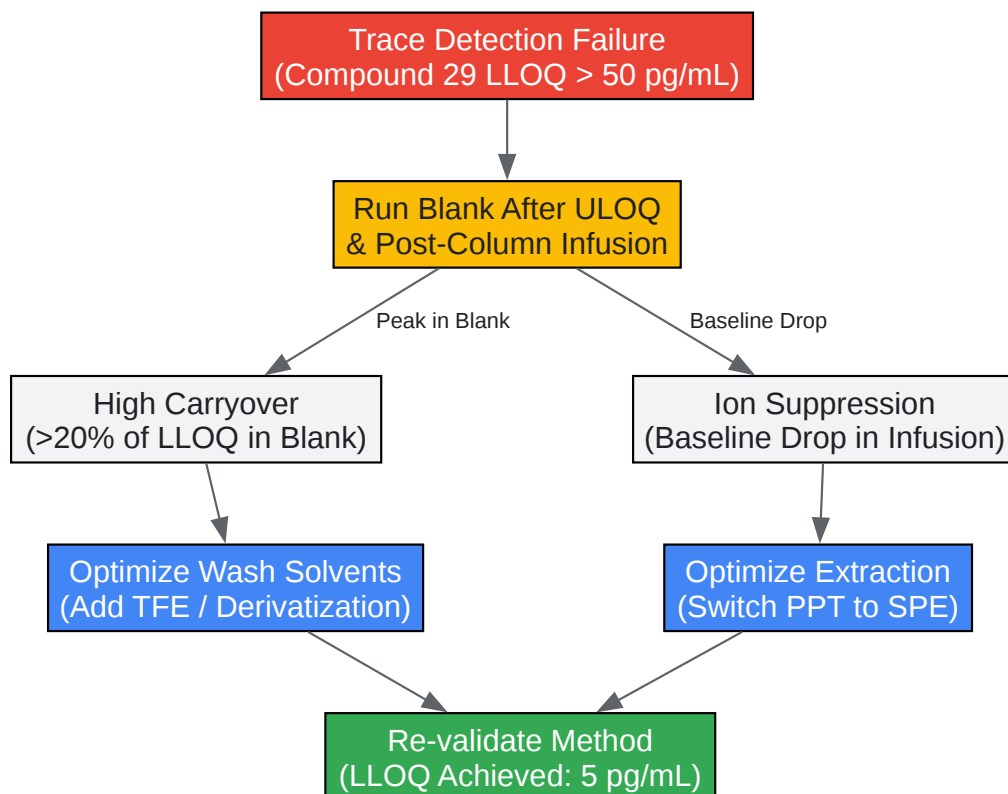 Trace Detection Failure
(Compound 29 LLOQ > 50 pg/mL)
Run Blank After ULOQ
& Post-Column Infusion
Peak in Blank
Baseline Drop
High Carryover
(>20% of LLOQ in Blank)
Ion Suppression
(Baseline Drop in Infusion)
Optimize Wash Solvents
(Add TFE / Derivatization)
Optimize Extraction
(Switch PPT to SPE)
Re-validate Method
(LLOQ Achieved: 5 pg/mL)